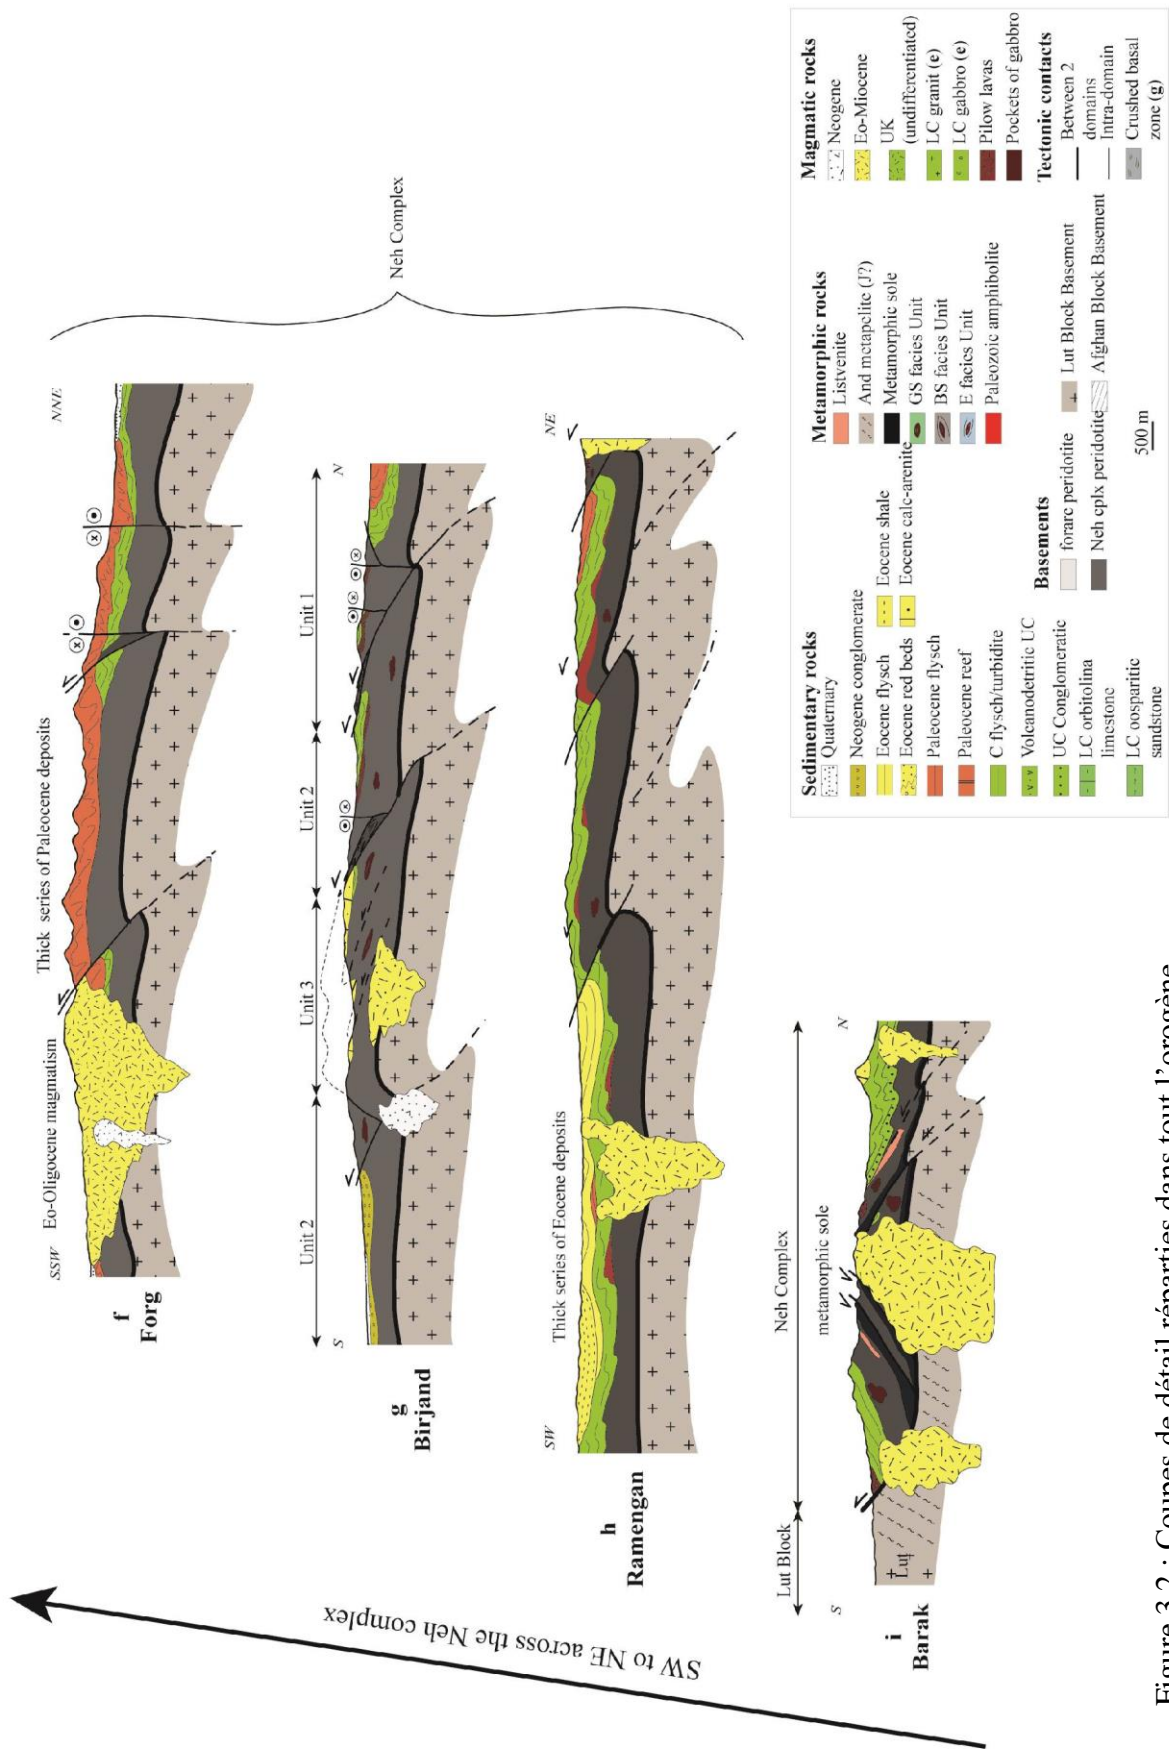 SSW
Eo-Oligocene magmatism
Thick series of Paleocene deposits
NNE
f
Forg
S
Unit 2
Unit 3
Unit 2
Unit 1
N
g
Birjand
Neh Complex
SW
Thick series of Eocene deposits
NE
h
Ramengan
Lut Block
Neh Complex
S
metamorphic sole
N
Lut
i
Barak
SW to NE across the Neh complex
Sedimentary rocks
Quaternary
Neogene conglomerate
Eocene flysch
Eocene red beds
Paleocene flysch
Paleocene reef
C flysch/turbidite
Volcanodetritic UC
UC Conglomeratic
LC orbitolina
limestone
LC oosparitic
sandstone
Eocene shale
Eocene calc-arenite
Metamorphic rocks
Listvenite
And metapelite (J?)
Metamorphic sole
GS facies Unit
BS facies Unit
E facies Unit
Paleozoic amphibolite
Basements
forarc peridotite
Neh cplx peridotite
Lut Block Basement
Afghan Block Basement
500 m
Magmatic rocks
Neogene
Eo-Miocene
UK
(undifferentiated)
LC granit (e)
LC gabbro (e)
Pilow lavas
Pockets of gabbro
Tectonic contacts
Between 2
domains
Intra-domain
Crushed basal
zone (g)
Figure 3.2 : Coupes de détail réparties dans tout l'orogène